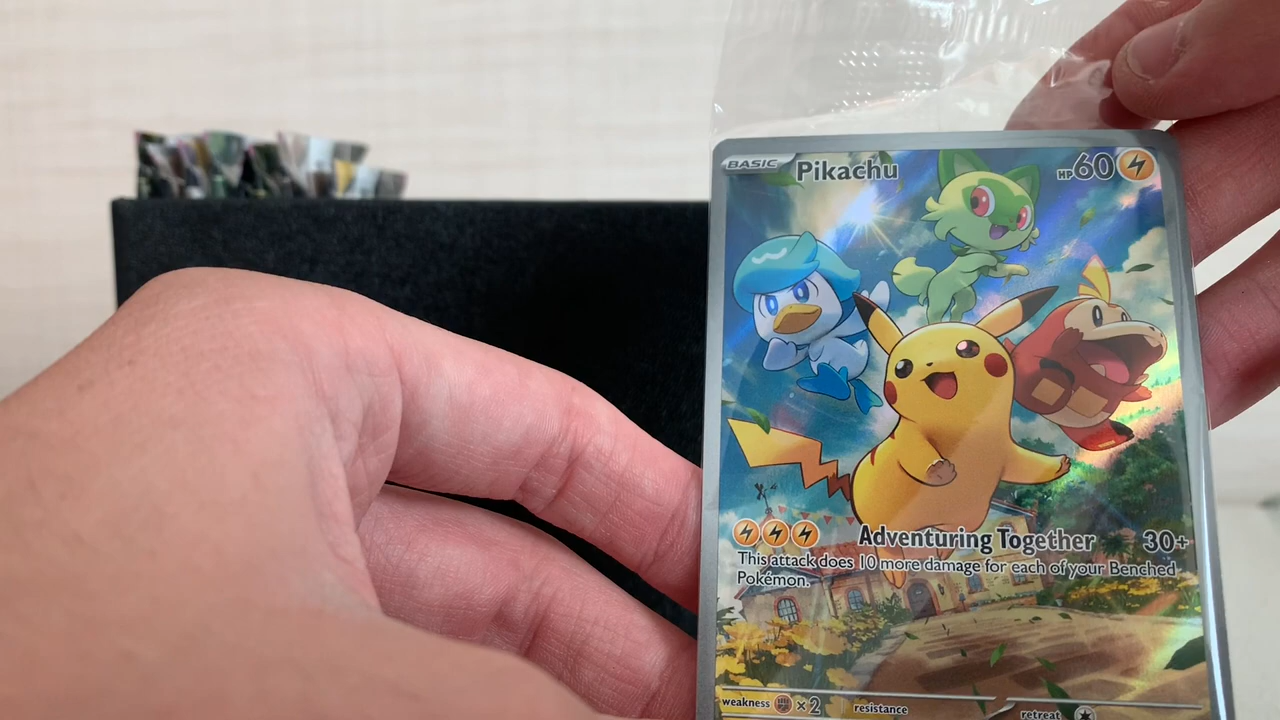 BASIC Pikachu HP60
Adventuring Together 30+
This attack does 10 more damage for each of your Benched
Pokémon.
weakness ×2 resistance retreat